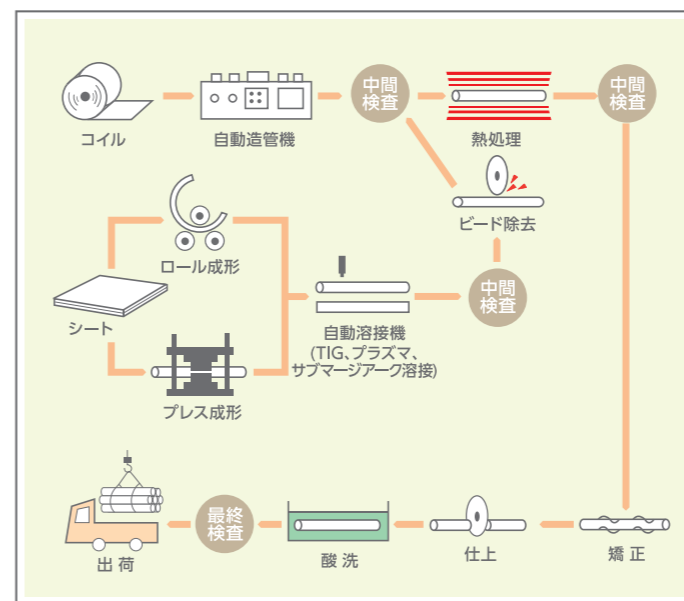 中間
検査
中間
検査
コイル
自動造管機
熱処理
ビード除去
ロール成形
中間
検査
シート
自動溶接機
(TIG、プラズマ、
サブマージアーク溶接)
プレス成形
最終
検査
出荷
酸洗
仕上
矯正